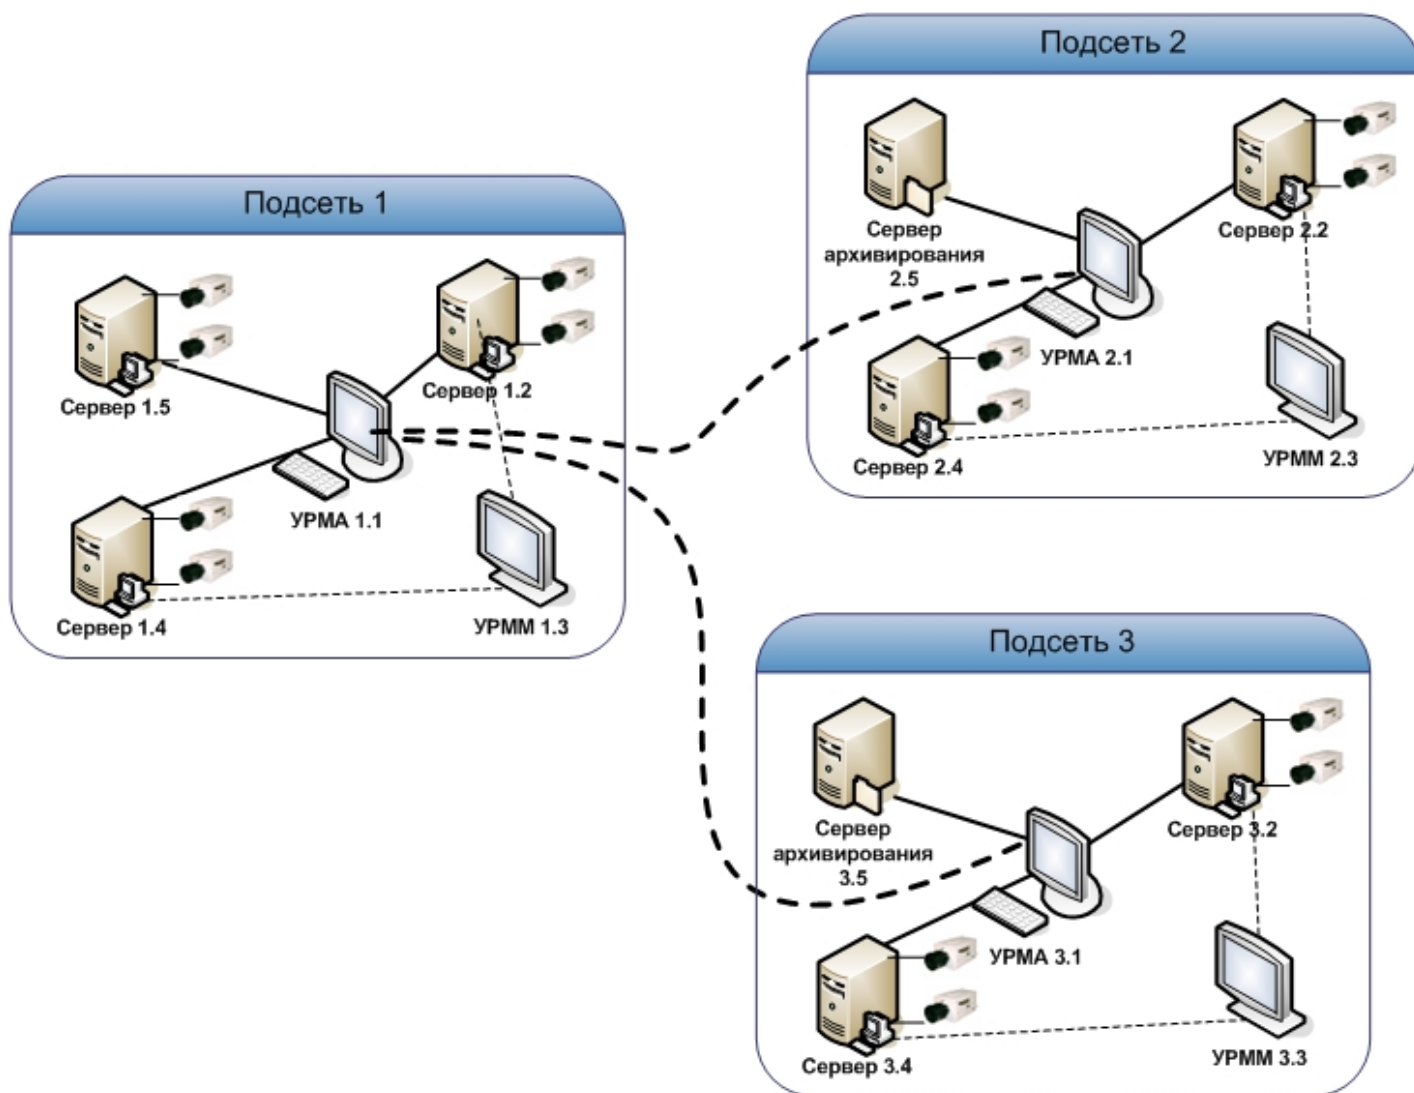 Подсеть 1
Сервер 1.5
Сервер 1.2
УРМА 1.1
Сервер 1.4
УРММ 1.3
Подсеть 2
Сервер
архивирования
2.5
Сервер 2.2
УРМА 2.1
Сервер 2.4
УРММ 2.3
Подсеть 3
Сервер
архивирования
3.5
Сервер 3.2
УРМА 3.1
Сервер 3.4
УРММ 3.3